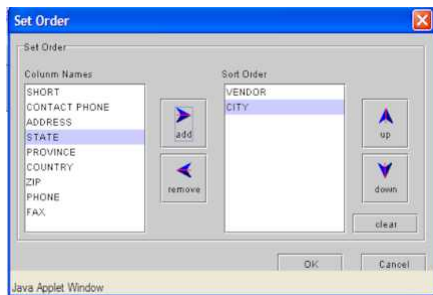 Set Order
Set Order
Colunm Names
SHORT
CONTACT PHONE
ADDRESS
STATE
PROVINCE
COUNTRY
ZIP
PHONE
FAX
add
remove
Sort Order
VENDOR
CITY
up
down
clear
OK
Cancel
Java Applet Window